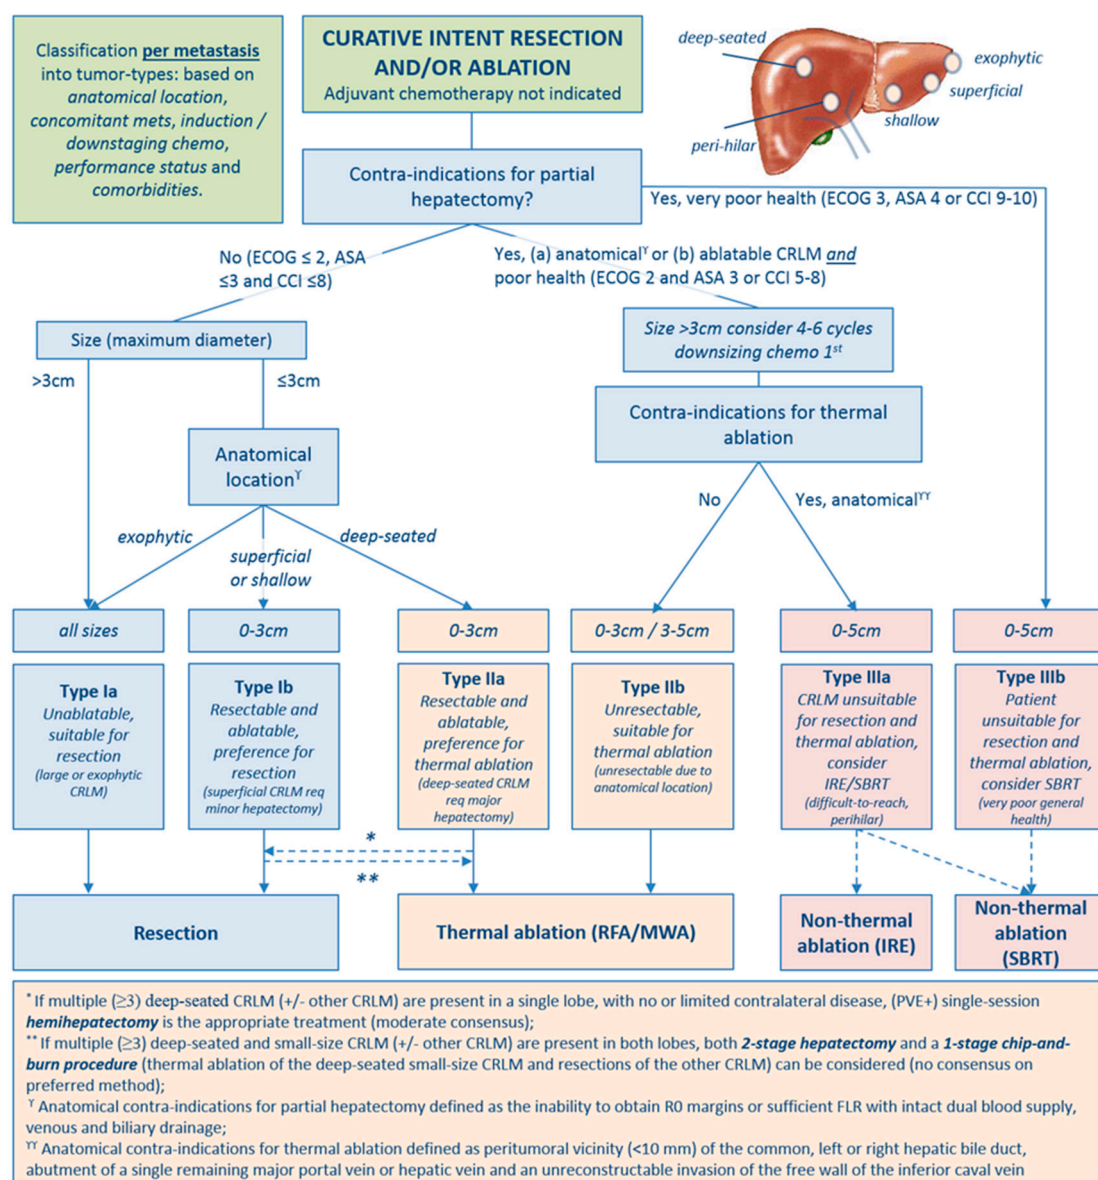 Classification per metastasis
into tumor-types: based on
anatomical location,
concomitant mets, induction /
downstaging chemo,
performance status and
comorbidities.
CURATIVE INTENT RESECTION
AND/OR ABLATION
Adjuvant chemotherapy not indicated
deep-seated
exophytic
superficial
shallow
peri-hilar
Contra-indications for partial
hepatectomy?
Yes, very poor health (ECOG 3, ASA 4 or CCI 9-10)
No (ECOG ≤ 2, ASA
≤3 and CCI ≤8)
Yes, (a) anatomicalϒ or (b) ablatable CRLM and
poor health (ECOG 2 and ASA 3 or CCI 5-8)
Size (maximum diameter)
Size >3cm consider 4-6 cycles
downsizing chemo 1st
>3cm
≤3cm
Contra-indications for thermal
ablation
Anatomical
locationϒ
No
Yes, anatomicalϒϒ
exophytic
superficial
or shallow
deep-seated
all sizes
0-3cm
0-3cm
0-3cm / 3-5cm
0-5cm
0-5cm
Type Ia
Unablatable,
suitable for
resection
(large or exophytic
CRLM)
Type Ib
Resectable and
ablatable,
preference for
resection
(superficial CRLM req
minor hepatectomy)
Type IIa
Resectable and
ablatable,
preference for
thermal ablation
(deep-seated CRLM
req major
hepatectomy)
Type IIb
Unresectable,
suitable for
thermal ablation
(unresectable due to
anatomical location)
Type IIIa
CRLM unsuitable
for resection and
thermal ablation,
consider
IRE/SBRT
(difficult-to-reach,
perihilar)
Type IIIb
Patient
unsuitable for
resection and
thermal ablation,
consider SBRT
(very poor general
health)
*
**
Resection
Thermal ablation (RFA/MWA)
Non-thermal
ablation (IRE)
Non-thermal
ablation
(SBRT)
* If multiple (≥3) deep-seated CRLM (+/- other CRLM) are present in a single lobe, with no or limited contralateral disease, (PVE+) single-session
hemihepatectomy is the appropriate treatment (moderate consensus);
** If multiple (≥3) deep-seated and small-size CRLM (+/- other CRLM) are present in both lobes, both 2-stage hepatectomy and a 1-stage chip-and-
burn procedure (thermal ablation of the deep-seated small-size CRLM and resections of the other CRLM) can be considered (no consensus on
preferred method);
ϒ Anatomical contra-indications for partial hepatectomy defined as the inability to obtain R0 margins or sufficient FLR with intact dual blood supply,
venous and biliary drainage;
ϒϒ Anatomical contra-indications for thermal ablation defined as peritumoral vicinity (<10 mm) of the common, left or right hepatic bile duct,
abutment of a single remaining major portal vein or hepatic vein and an unreconstructable invasion of the free wall of the inferior caval vein